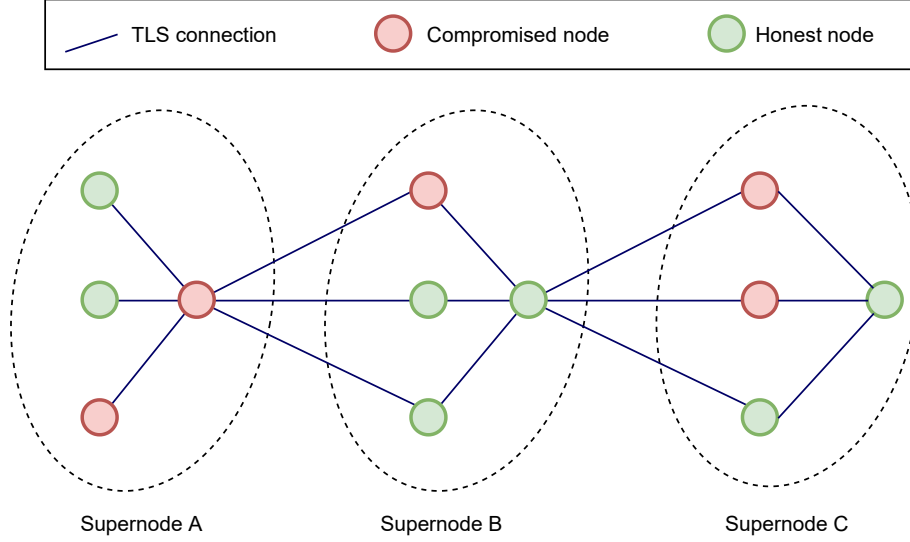 TLS connection
Compromised node
Honest node
Supernode A
Supernode B
Supernode C